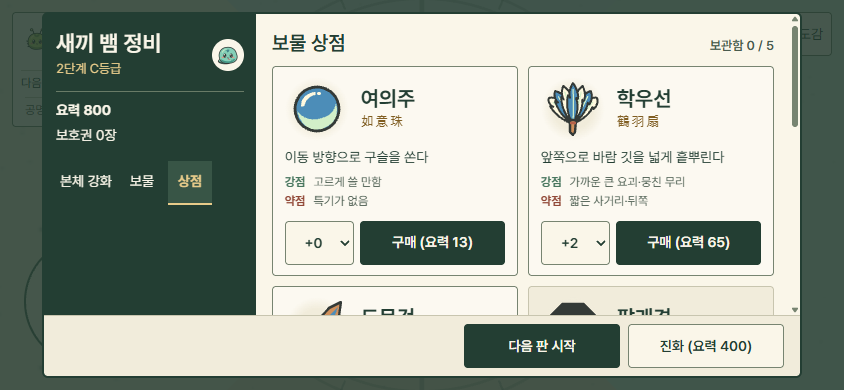 새끼 뱀 정비
2단계 C등급
요력 800
보호권 0장
본체 강화 보물 상점
보물 상점
보관함 0 / 5
여의주
如意珠
이동 방향으로 구슬을 쏜다
강점 고르게 쓸 만함
약점 특기가 없음
+0
구매 (요력 13)
학우선
鶴羽扇
앞쪽으로 바람 깃을 넓게 흩뿌린다
강점 가까운 큰 요괴·뭉친 무리
약점 짧은 사거리·뒤쪽
+2
구매 (요력 65)
다음 판 시작
진화 (요력 400)
다음
도감